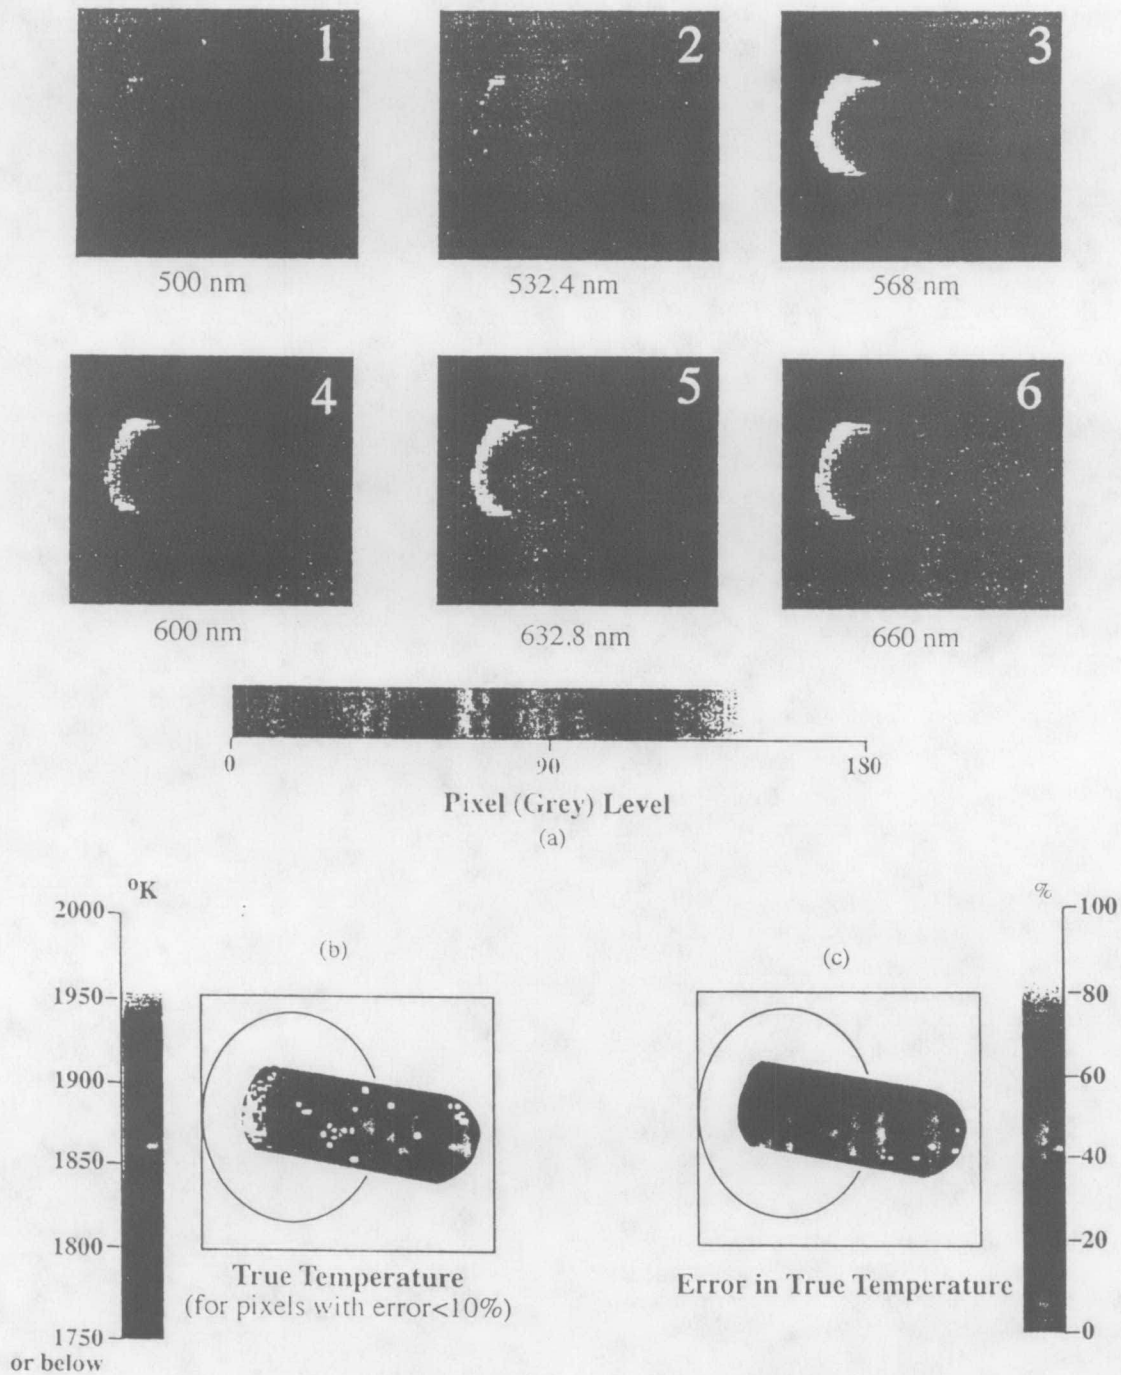 1
2
3
500 nm
532.4 nm
568 nm
4
5
6
600 nm
632.8 nm
660 nm
0
90
180
Pixel (Grey) Level
(a)
°K
2000
1950
1900
1850
1800
1750
or below
(b)
True Temperature
(for pixels with error<10%)
(c)
Error in True Temperature
%
100
80
60
40
20
0